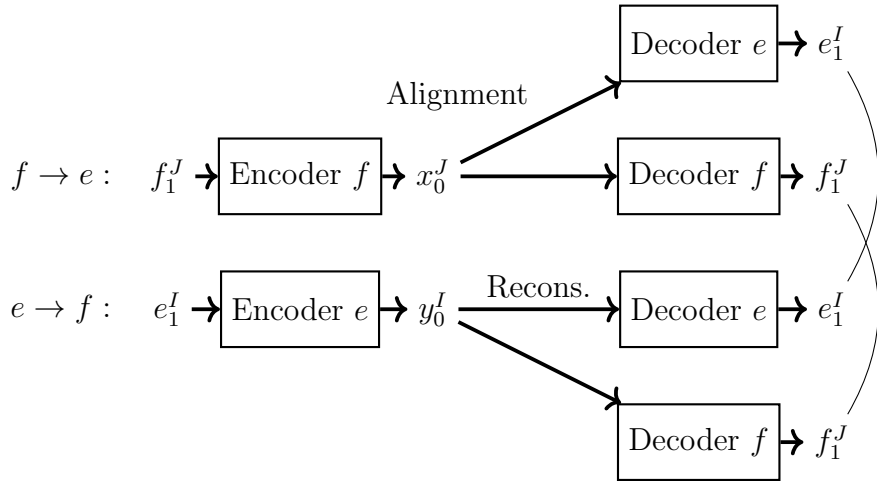 Decoder e
e_1^I
Alignment
f → e :
f_1^J
Encoder f
x_0^J
Decoder f
f_1^J
e → f :
e_1^I
Encoder e
y_0^I
Recons.
Decoder e
e_1^I
Decoder f
f_1^J